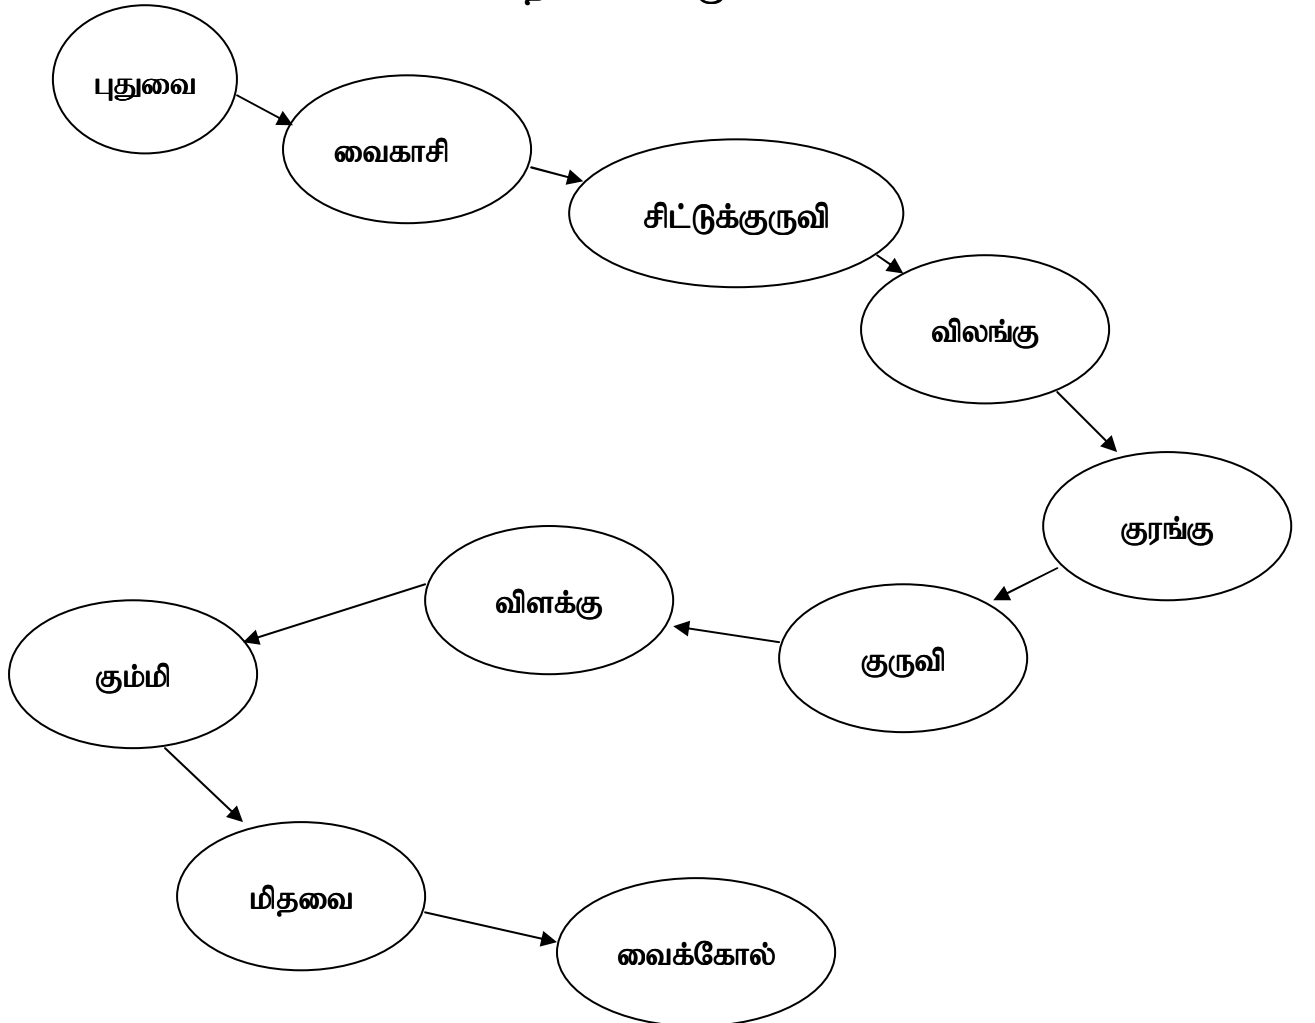 புதுவை
வைகாசி
சிட்டுக்குருவி
விலங்கு
குரங்கு
குருவி
விளக்கு
கும்மி
மிதவை
வைக்கோல்